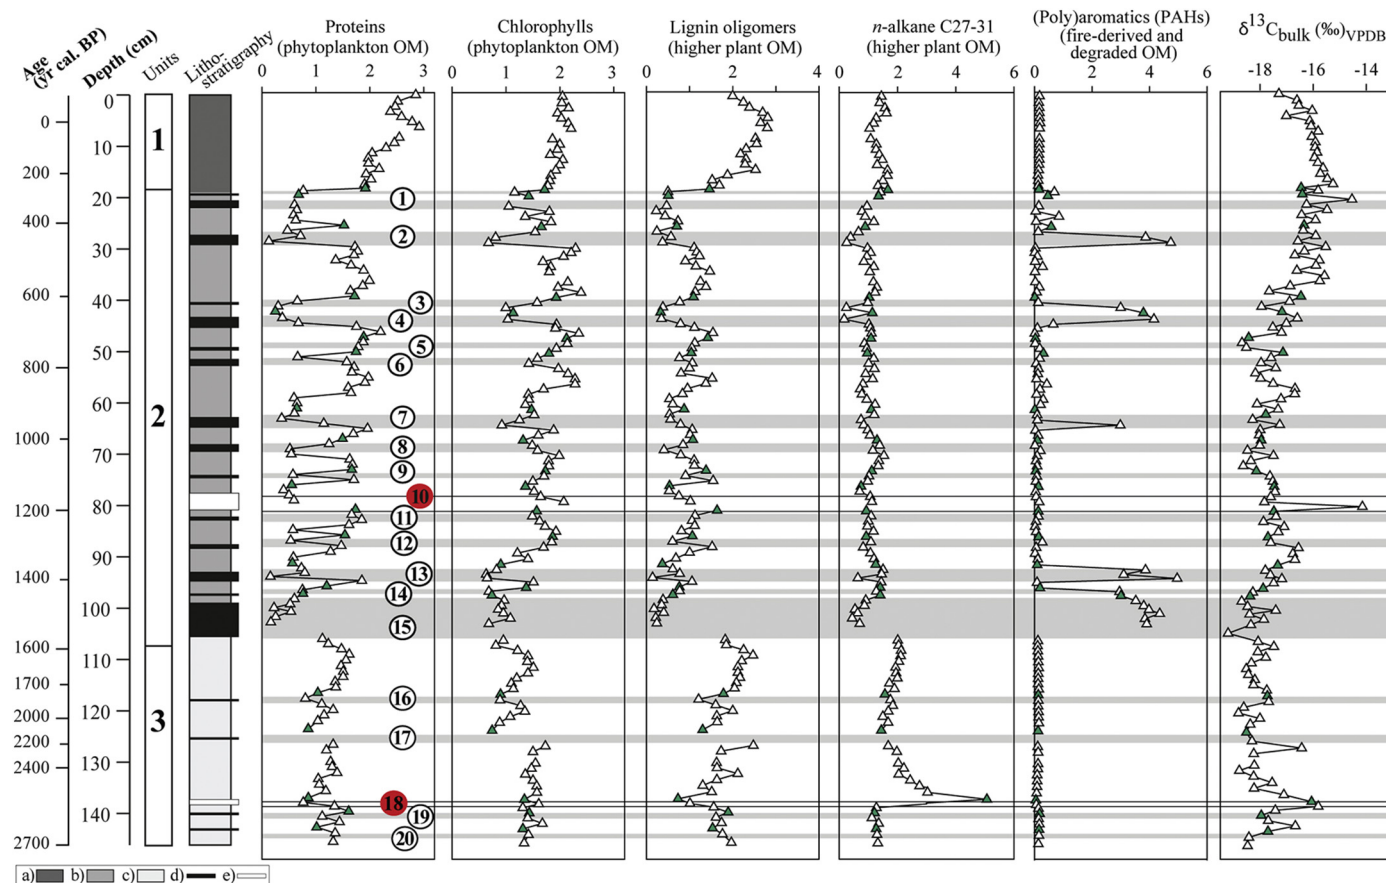 Age
(yr cal. BP)
Depth (cm)
Units
Litho-
stratigraphy
Proteins
(phytoplankton OM)
Chlorophylls
(phytoplankton OM)
Lignin oligomers
(higher plant OM)
n-alkane C27-31
(higher plant OM)
(Poly)aromatics (PAHs)
(fire-derived and
degraded OM)
δ13Cbulk (‰)VPDB
0 1 2 3
0 1 2 3
0 2 4
0 2 4 6
0 2 4 6
-18 -16 -14
0
200
400
600
800
1000
1200
1400
1600
1700
2000
2200
2400
2700
0
10
20
30
40
50
60
70
80
90
100
110
120
130
140
1
2
3
1
2
3
4
5
6
7
8
9
10
11
12
13
14
15
16
17
18
19
20
a) b) c) d) e)